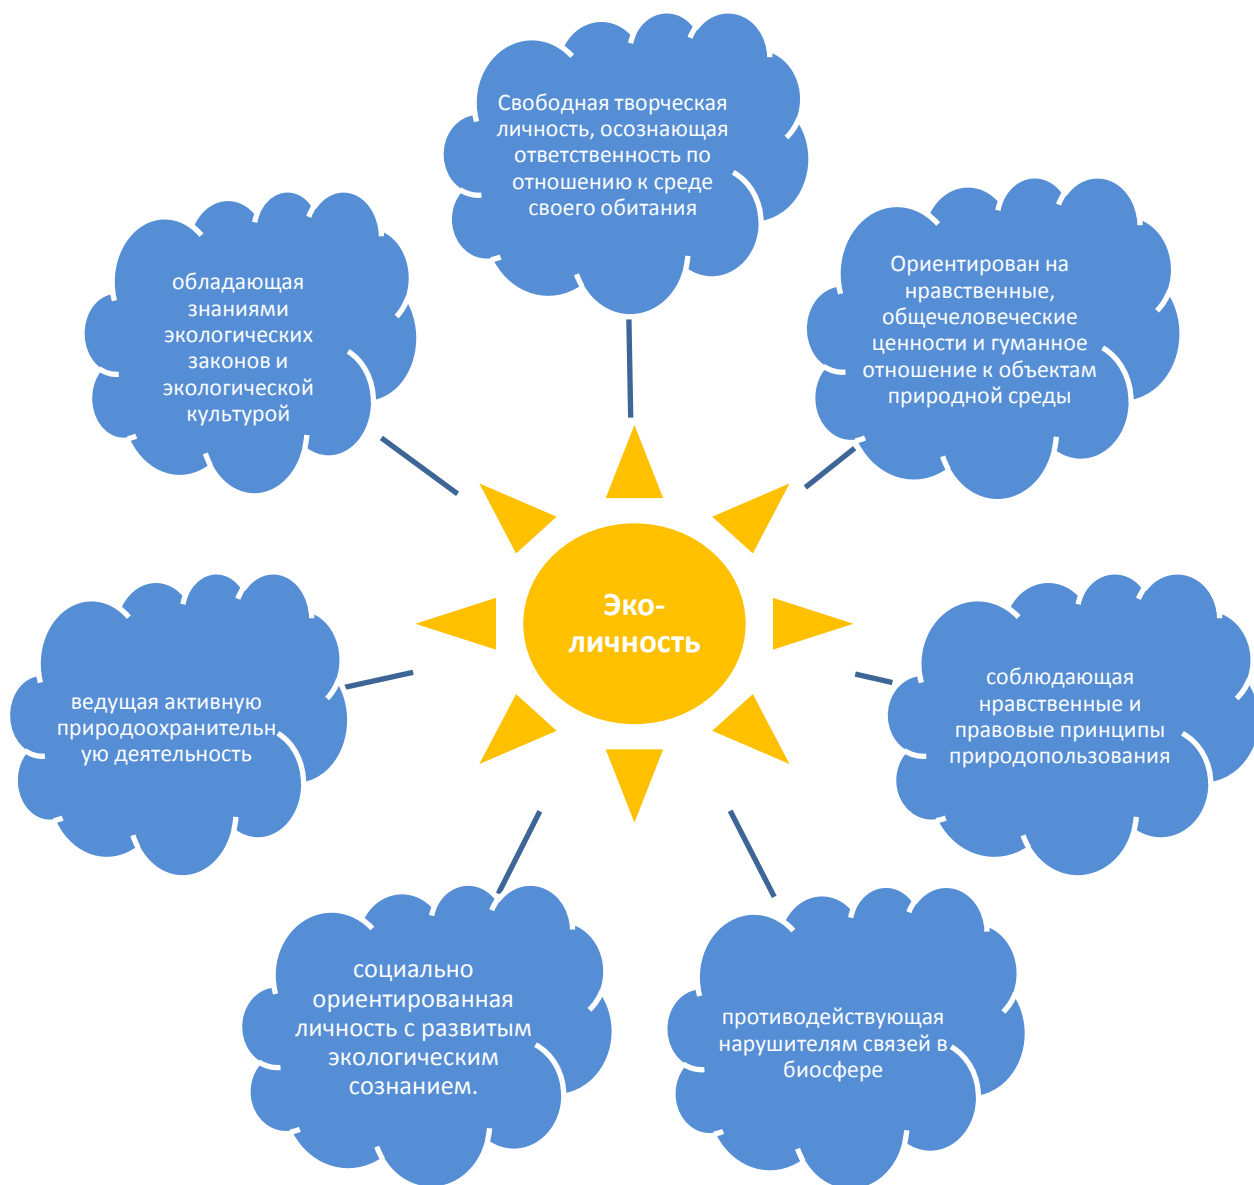 Свободная творческая
личность, осознающая
ответственность по
отношению к среде
своего обитания
обладающая
знаниями
экологических
законов и
экологической
культурой
Ориентирован на
нравственные,
общечеловеческие
ценности и гуманное
отношение к объектам
природной среды
Эко-
личность
ведущая активную
природоохранительн
ую деятельность
соблюдающая
нравственные и
правовые принципы
природопользования
социально
ориентированная
личность с развитым
экологическим
сознанием.
противодействующая
нарушителям связей в
биосфере